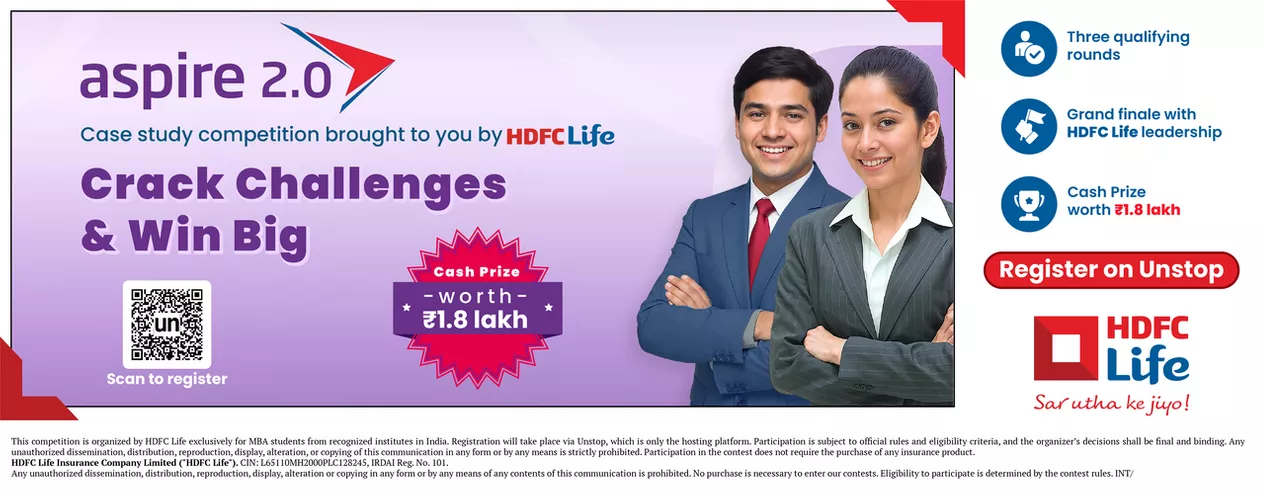 aspire 2.0
Case study competition brought to you by HDFC Life
Crack Challenges
& Win Big
Cash Prize
-worth-
₹1.8 lakh
un
Scan to register
Three qualifying
rounds
Grand finale with
HDFC Life leadership
Cash Prize
worth ₹1.8 lakh
Register on Unstop
HDFC
Life
Sar utha ke jiyo!
This competition is organized by HDFC Life exclusively for MBA students from recognized institutes in India. Registration will take place via Unstop, which is only the hosting platform. Participation is subject to official rules and eligibility criteria, and the organizer's decisions shall be final and binding. Any
unauthorized dissemination, distribution, reproduction, display, alteration, or copying of this communication in any form or by any means is strictly prohibited. Participation in the contest does not require the purchase of any insurance product.
HDFC Life Insurance Company Limited ("HDFC Life"). CIN: L65110MH2000PLC128245, IRDAI Reg. No. 101.
Any unauthorized dissemination, distribution, reproduction, display, alteration or copying in any form or by any means of any contents of this communication is prohibited. No purchase is necessary to enter our contests. Eligibility to participate is determined by the contest rules. INT/